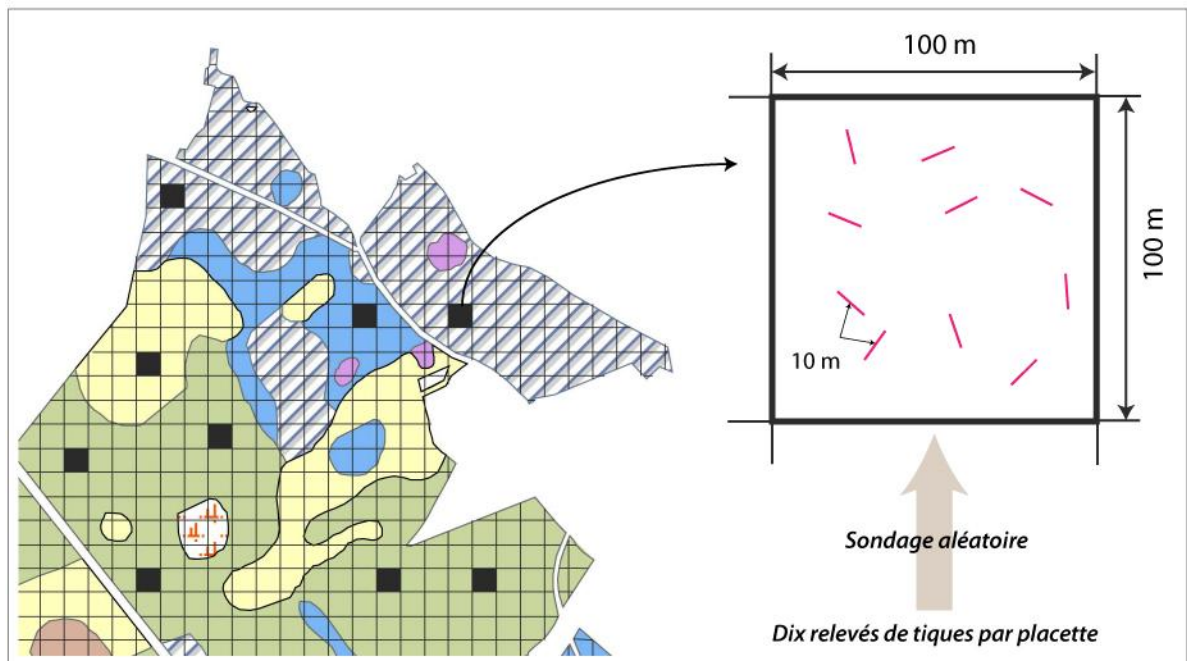 100 m
100 m
10 m
Sondage aléatoire
Dix relevés de tiques par placette